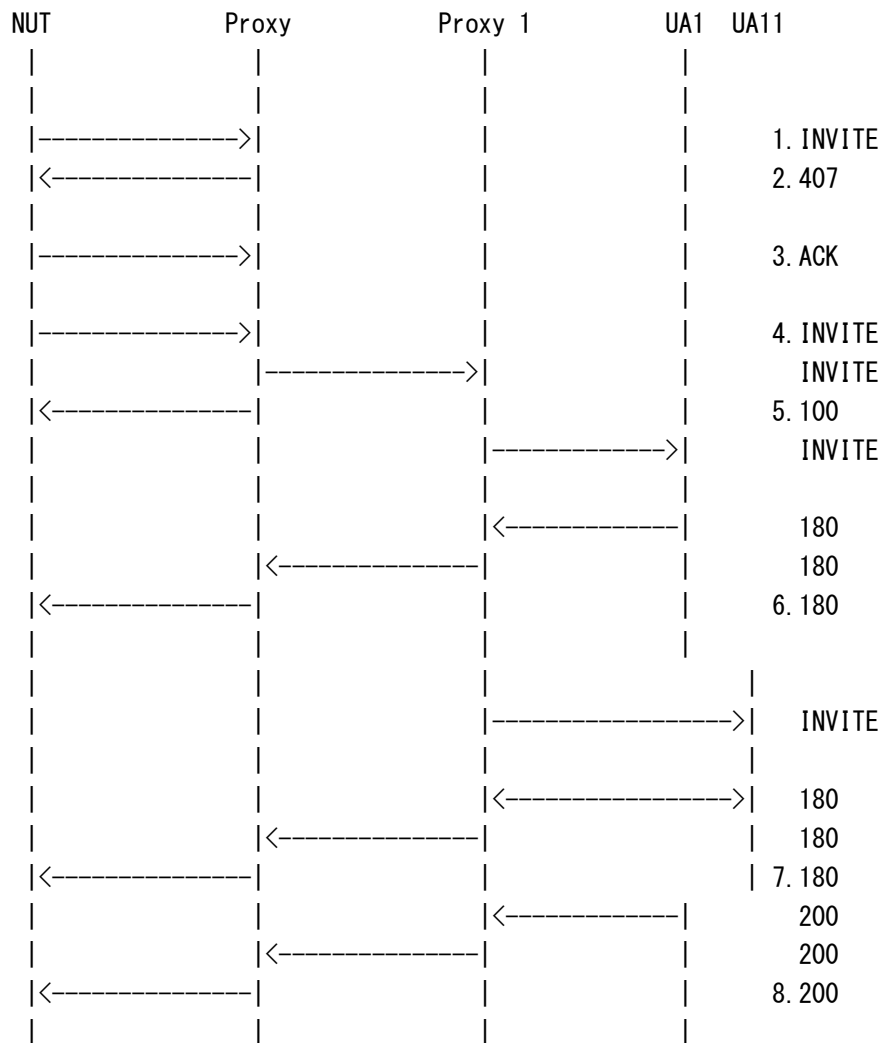 NUT Proxy Proxy 1 UA1 UA11
1. INVITE
2. 407
3. ACK
4. INVITE
INVITE
5. 100
INVITE
180
180
6. 180
INVITE
180
180
7. 180
200
200
8. 200